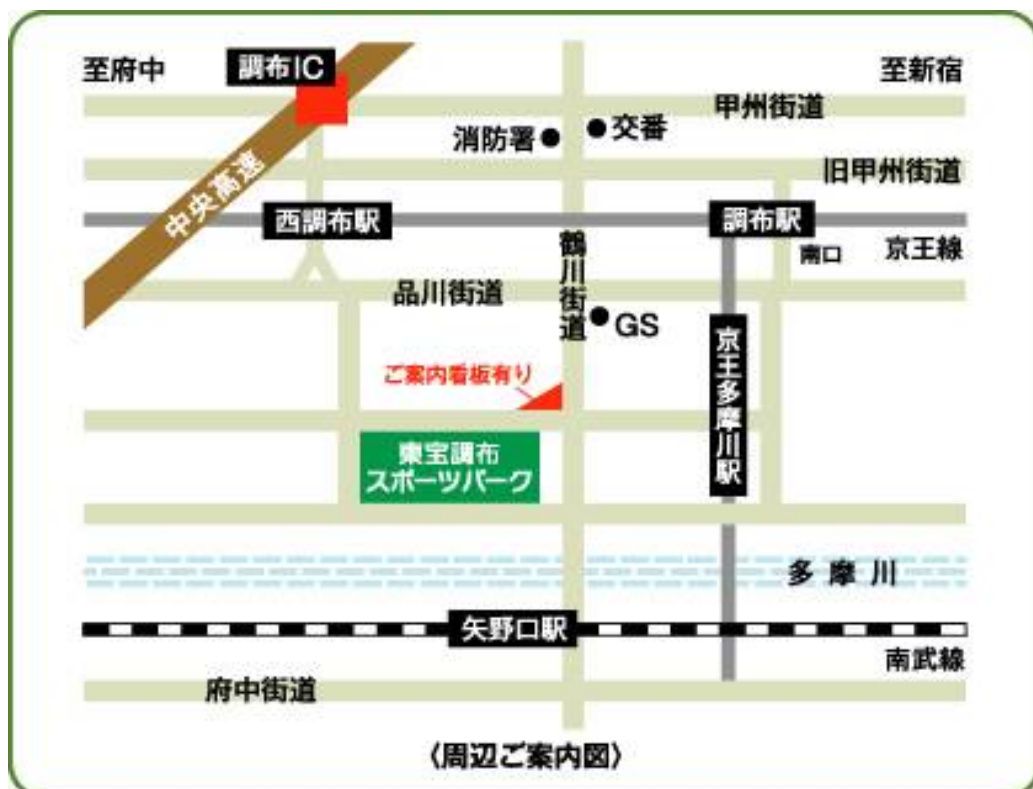 調布IC
至府中
至新宿
甲州街道
消防署
交番
旧甲州街道
中央高速
西調布駅
調布駅
南口
京王線
鶴川街道
品川街道
GS
京王多摩川駅
ご案内看板有り
東宝調布
スポーツパーク
多摩川
矢野口駅
南武線
府中街道
〈周辺ご案内図〉